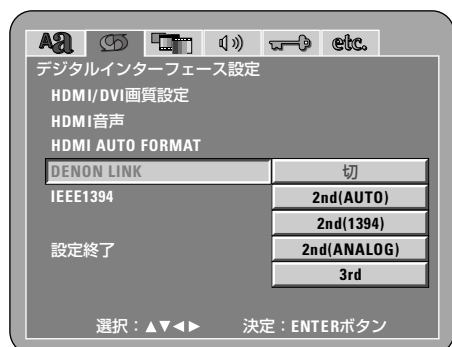 Aあ etc.
デジタルインターフェース設定
HDMI/DVI画質設定
HDMI音声
HDMI AUTO FORMAT
DENON LINK 切
IEEE1394 2nd(AUTO)
2nd(1394)
設定終了 2nd(ANALOG)
3rd
選択：▲▼◀▶ 決定：ENTERボタン